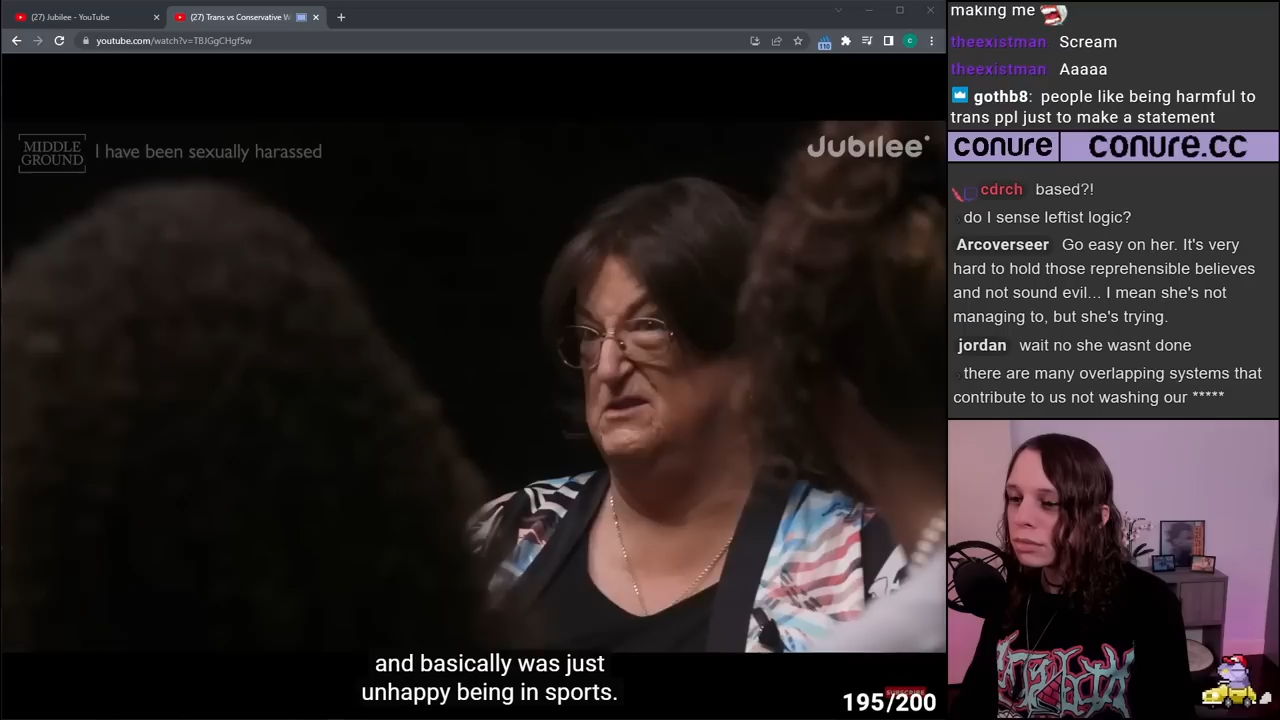 (27) Jubilee - YouTube
(27) Trans vs Conservative W
youtube.com/watch?v=TBJGgCHgf5w
MIDDLE
GROUND
I have been sexually harassed
Jubilee
and basically was just
unhappy being in sports.
SUBSCRIBE
195/200
making me
theexistman Scream
theexistman Aaaaa
gothb8: people like being harmful to
trans ppl just to make a statement
conure
conure.cc
cdrch based?!
do I sense leftist logic?
Arcoverseer Go easy on her. It's very
hard to hold those reprehensible believes
and not sound evil... I mean she's not
managing to, but she's trying.
jordan wait no she wasnt done
there are many overlapping systems that
contribute to us not washing our *****